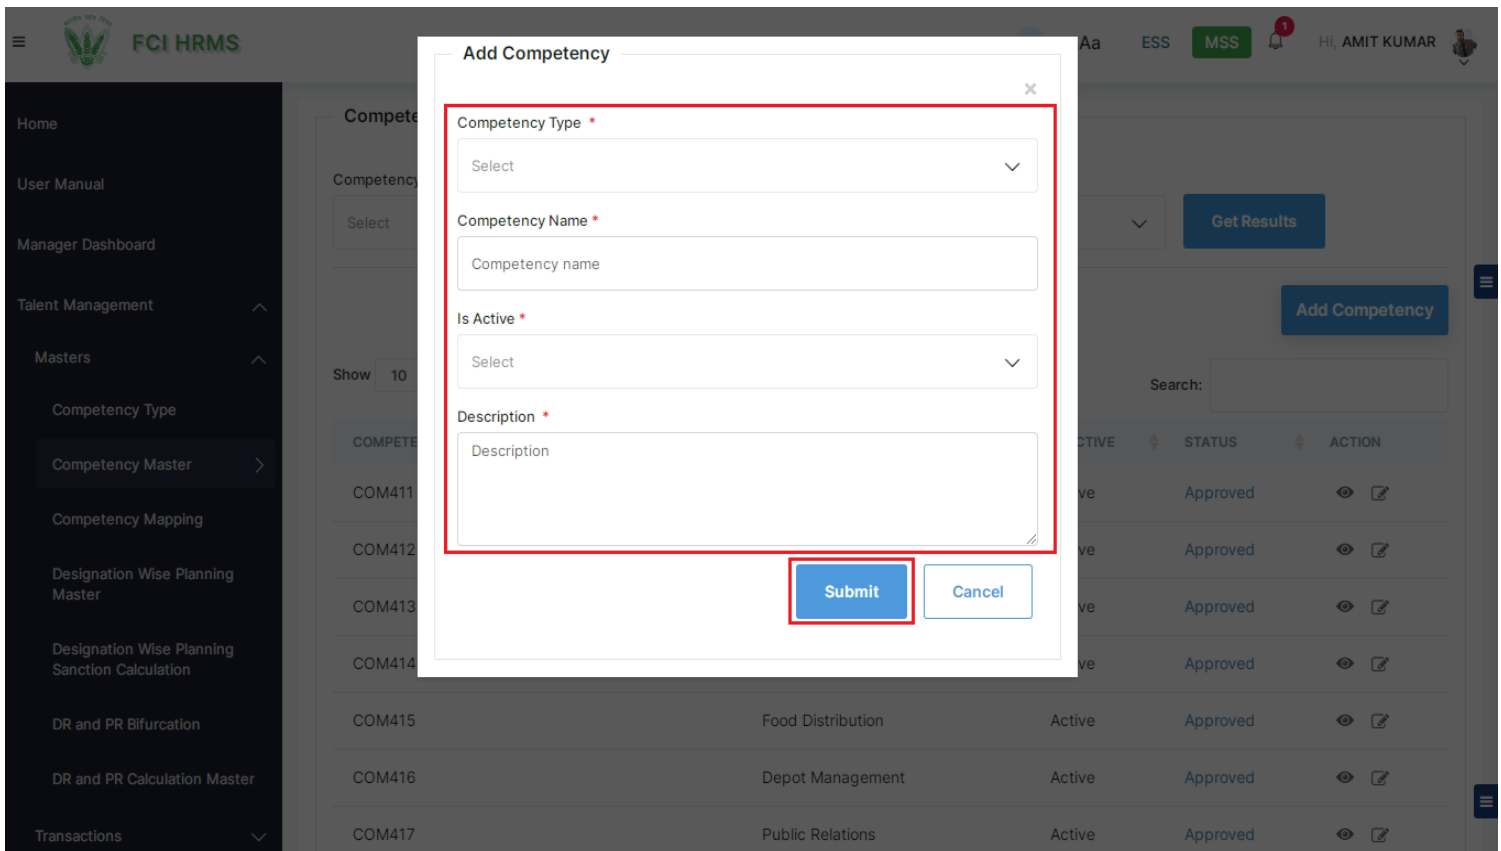 FCI HRMS
Aa
ESS
MSS
1
Hi, AMIT KUMAR
Home
User Manual
Manager Dashboard
Talent Management
Masters
Competency Type
Competency Master
Competency Mapping
Designation Wise Planning
Master
Designation Wise Planning
Sanction Calculation
DR and PR Bifurcation
DR and PR Calculation Master
Transactions
Compete
Competency
Select
Get Results
Add Competency
Show 10
Search:
Add Competency
×
Competency Type *
Select
Competency Name *
Competency name
Is Active *
Select
Description *
Description
Submit
Cancel
COMPETE
CTIVE
STATUS
ACTION
COM411
ve
Approved
COM412
ve
Approved
COM413
ve
Approved
COM414
ve
Approved
COM415
Food Distribution
Active
Approved
COM416
Depot Management
Active
Approved
COM417
Public Relations
Active
Approved